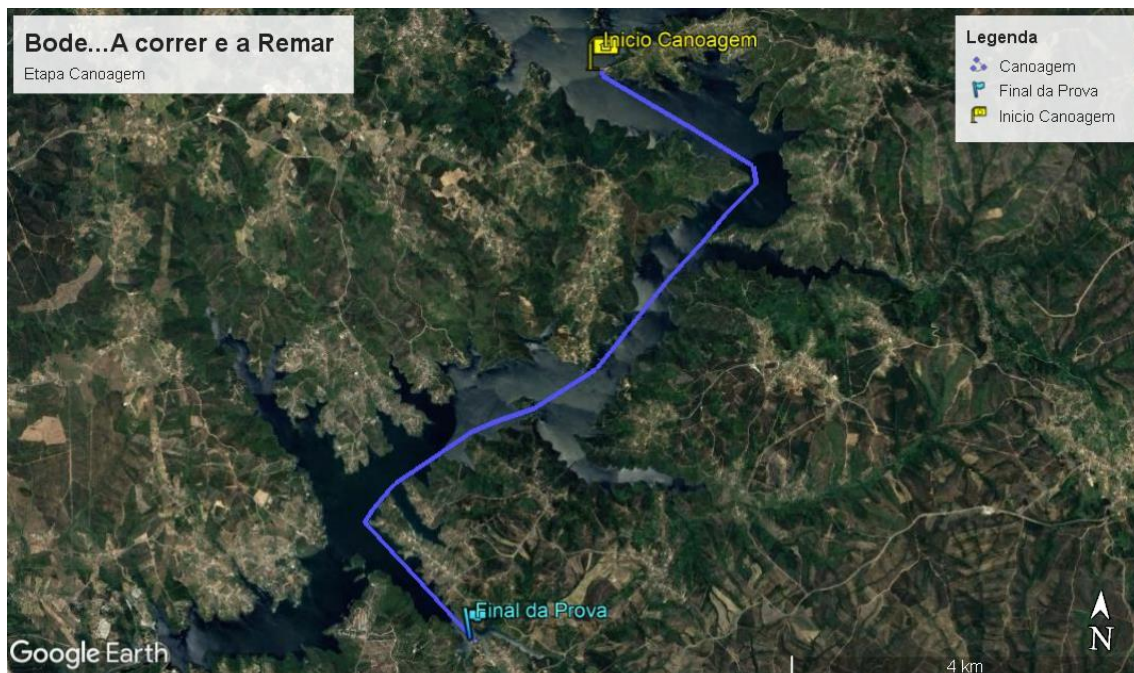 Bode...A correr e a Remar
Etapa Canoagem
Inicio Canoagem
Legenda
Canoagem
Final da Prova
Inicio Canoagem
Final da Prova
Google Earth
4 km
N